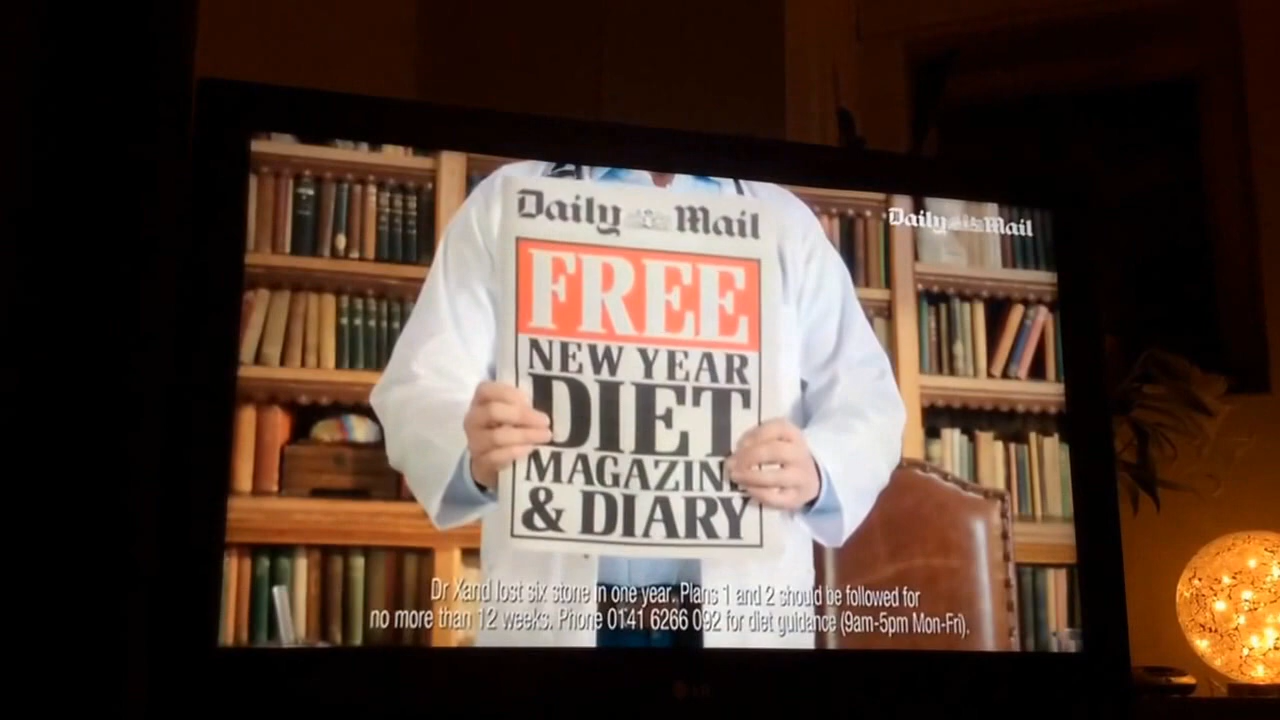 Daily Mail
Daily Mail
FREE
NEW YEAR
DIET
MAGAZINE
& DIARY
Dr Xand lost six stone in one year. Plans 1 and 2 should be followed for
no more than 12 weeks. Phone 0141 6266 092 for diet guidance (9am-5pm Mon-Fri).